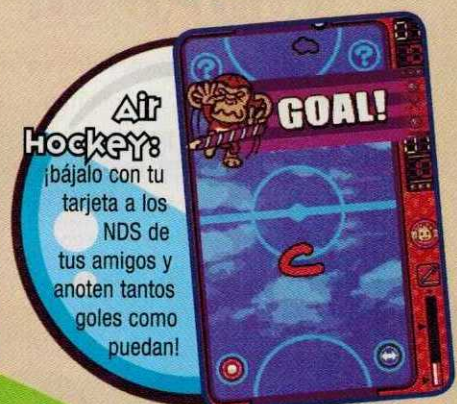 Air
Hockey:
¡bájalo con tu
tarjeta a los
NDS de
tus amigos y
anoten tantos
goles como
puedan!
GOAL!
?
?